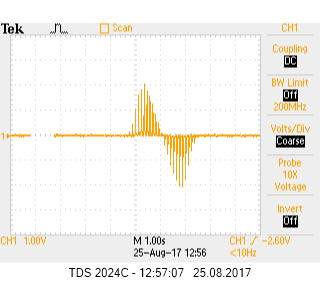 Tek
Scan
CH1
Coupling
DC
BW Limit
Off
200MHz
Volts/Div
Coarse
Probe
10X
Voltage
Invert
Off
1
CH1 1.00V
M 1.00s
CH1 / -2.60V
25-Aug-17 12:56
<10Hz
TDS 2024C - 12:57:07 25.08.2017